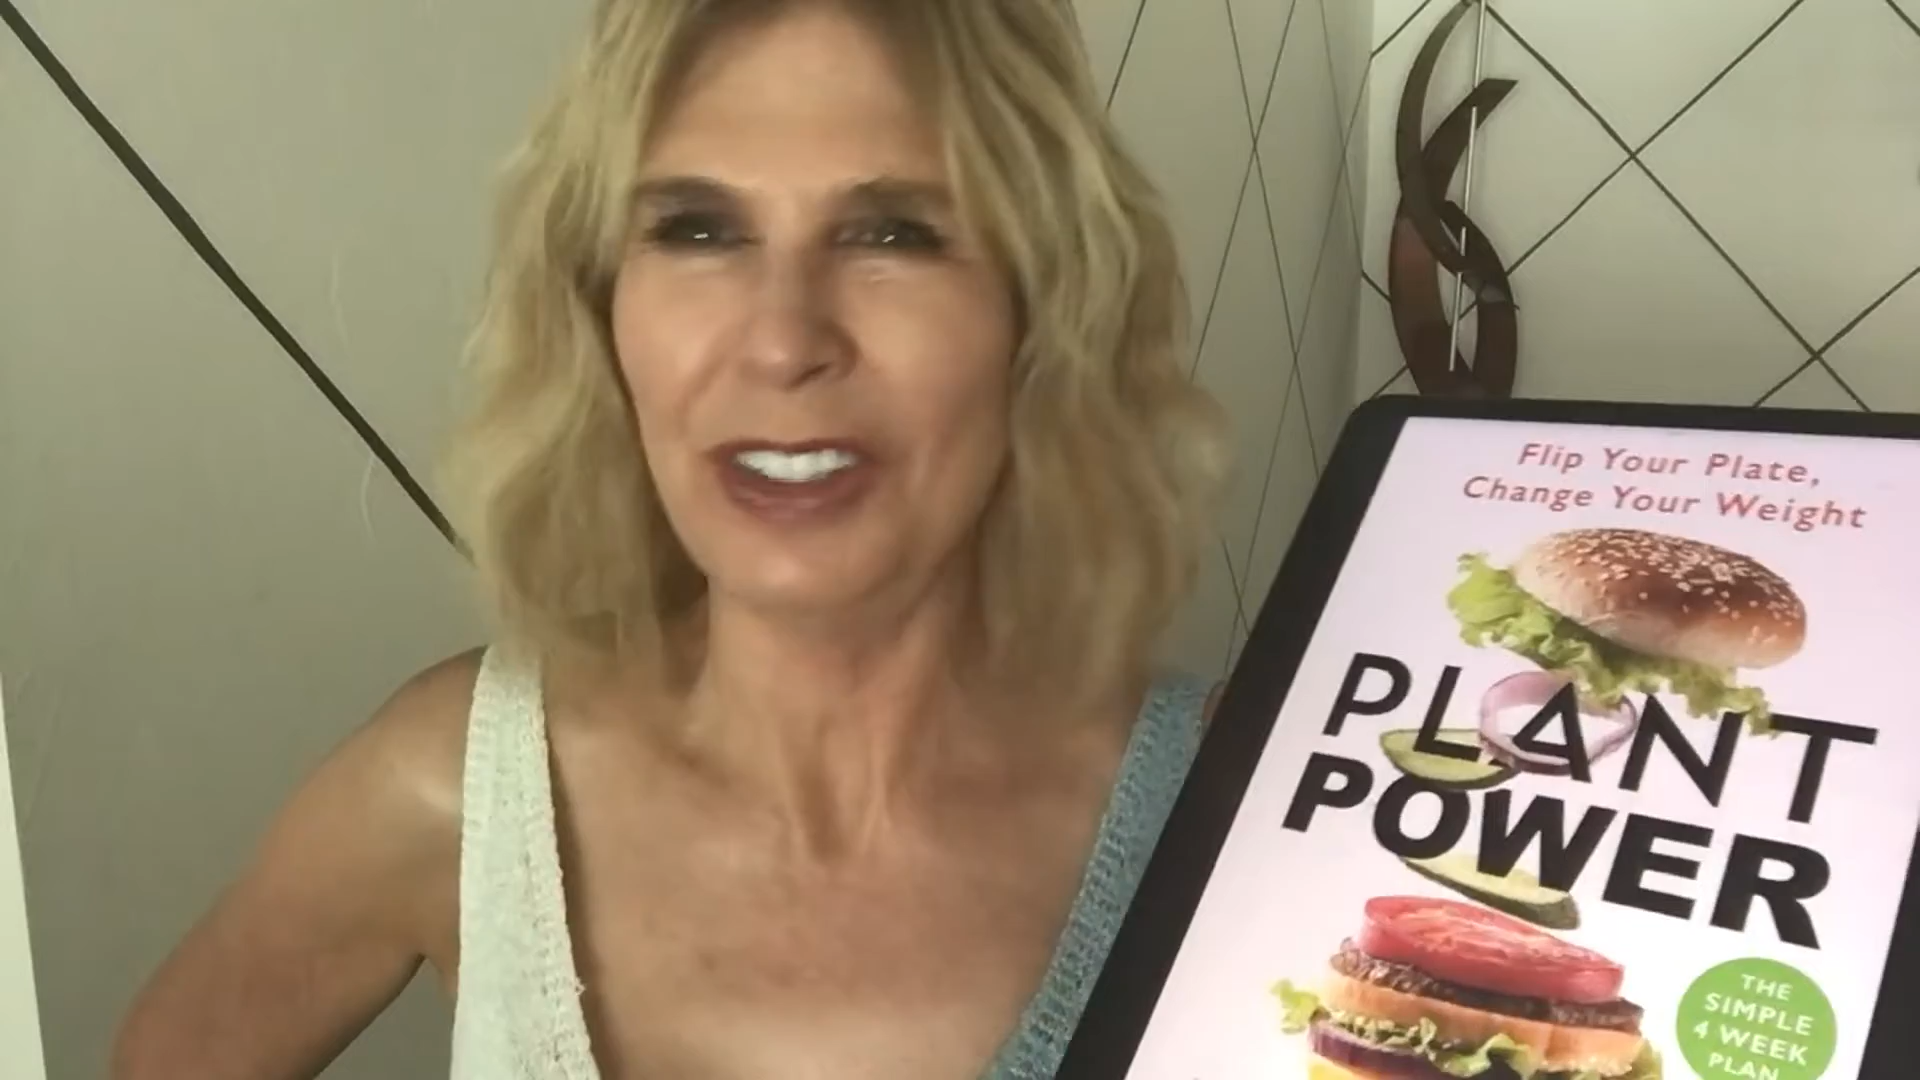 Flip Your Plate,
Change Your Weight
PLANT
POWER
THE
SIMPLE
4 WEEK
PLAN